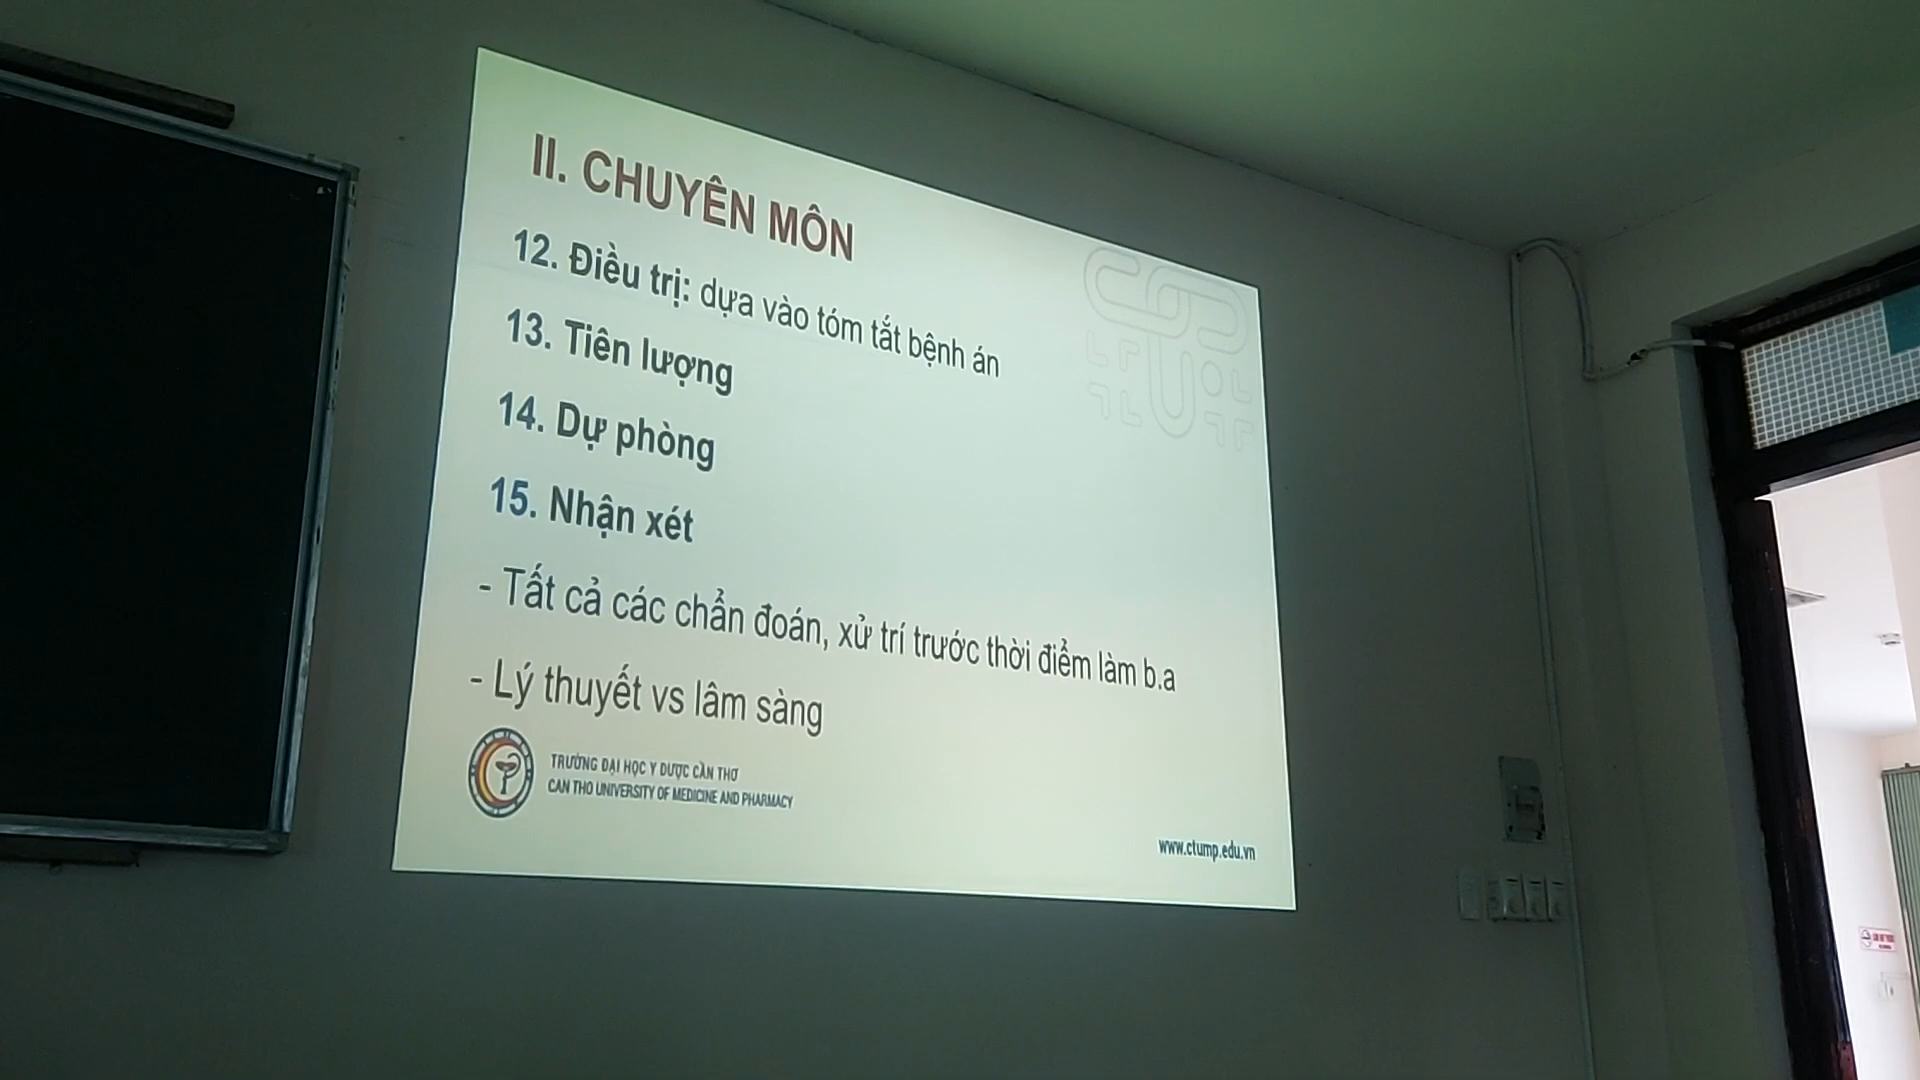 II. CHUYÊN MÔN
12. Điều trị: dựa vào tóm tắt bệnh án
13. Tiên lượng
14. Dự phòng
15. Nhận xét
- Tất cả các chẩn đoán, xử trí trước thời điểm làm b.a
- Lý thuyết vs lâm sàng
TRƯỜNG ĐẠI HỌC Y DƯỢC CẦN THƠ
CAN THO UNIVERSITY OF MEDICINE AND PHARMACY
www.ctump.edu.vn